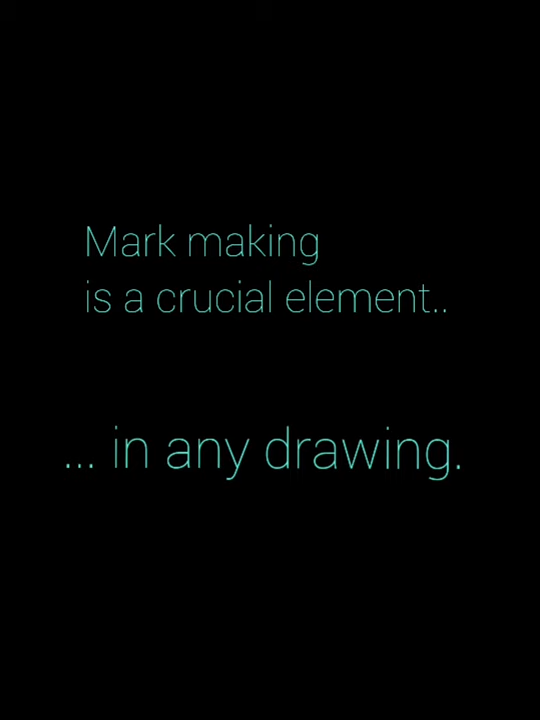 Mark making
is a crucial element..
... in any drawing.